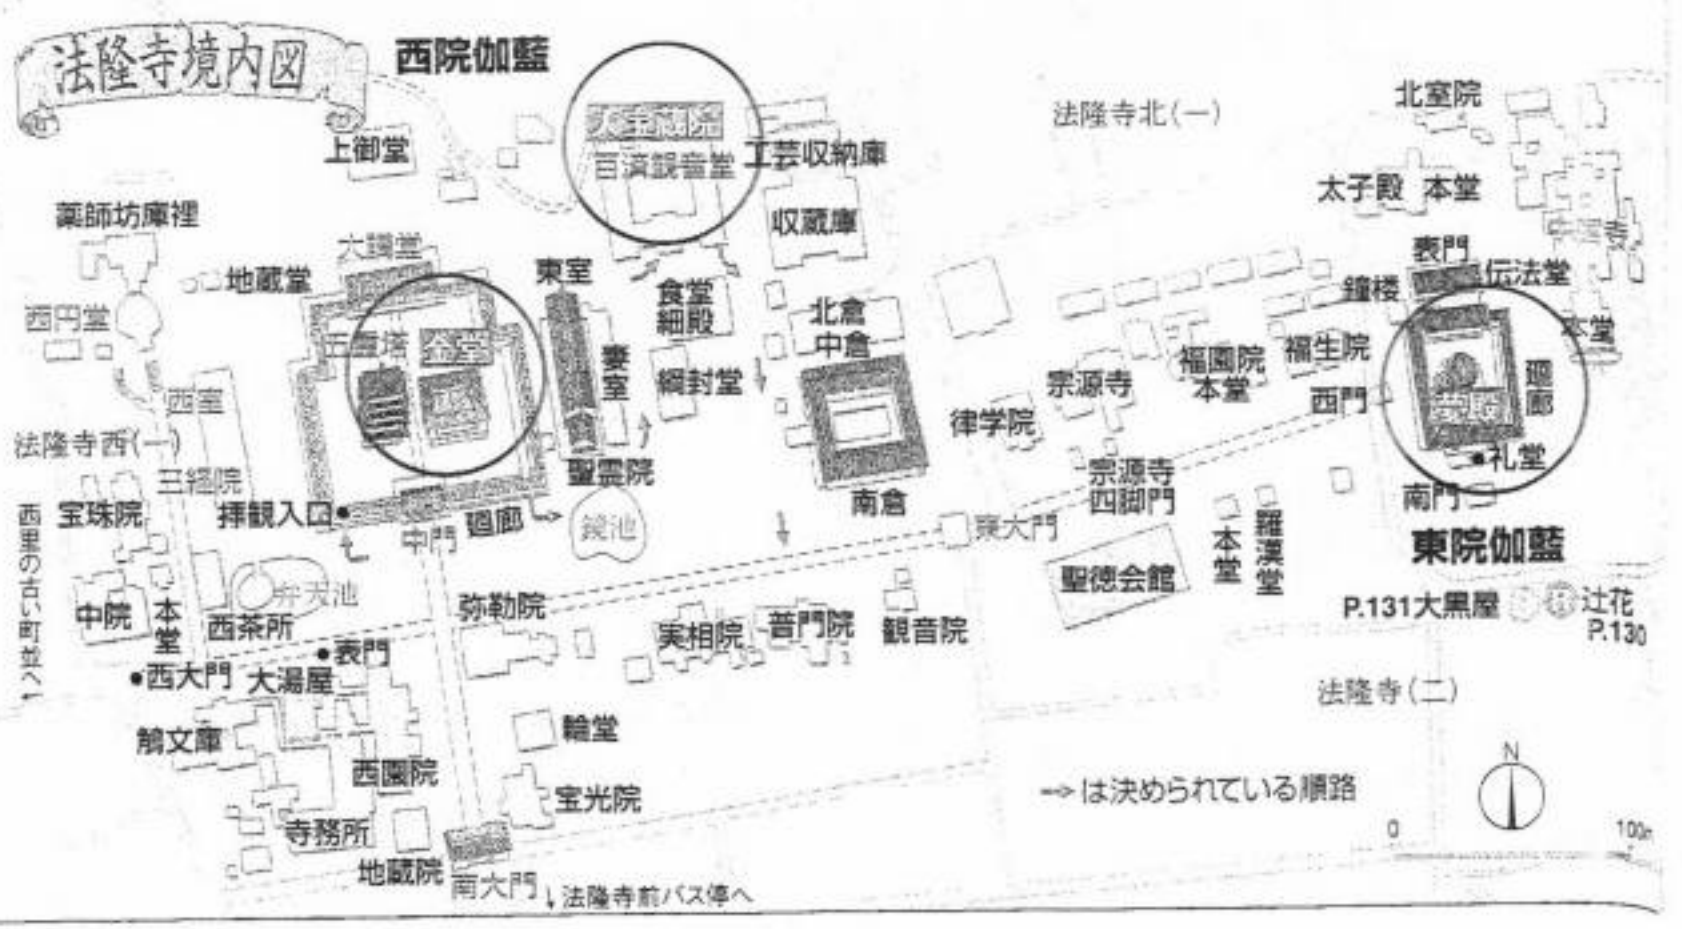 法隆寺境内図
西院伽藍
大宝蔵院
百済観音堂
上御堂
工芸収納庫
収蔵庫
法隆寺北(一)
北室院
太子殿 本堂
中宮寺
本堂
表門
伝法堂
鐘楼
薬師坊庫裡
地蔵堂
大講堂
東室
食堂
細殿
北倉
中倉
西円堂
五重塔
金堂
妻室
綱封堂
宗源寺
福園院
本堂
福生院
西門
廻廊
夢殿
礼堂
南門
東院伽藍
西室
法隆寺西(一)
三経院
聖霊院
南倉
律学院
宗源寺
四脚門
宝珠院
拝観入口
中門
廻廊
鏡池
東大門
聖徳会館
本堂
羅漢堂
西里の古い町並へ
中院
本堂
弁天池
西茶所
弥勒院
実相院
普門院
観音院
P.131大黒屋
辻花
P.130
表門
西大門
大湯屋
法隆寺(二)
鵤文庫
西園院
輪堂
宝光院
寺務所
地蔵院
南大門
法隆寺前バス停へ
は決められている順路
N
0
100m